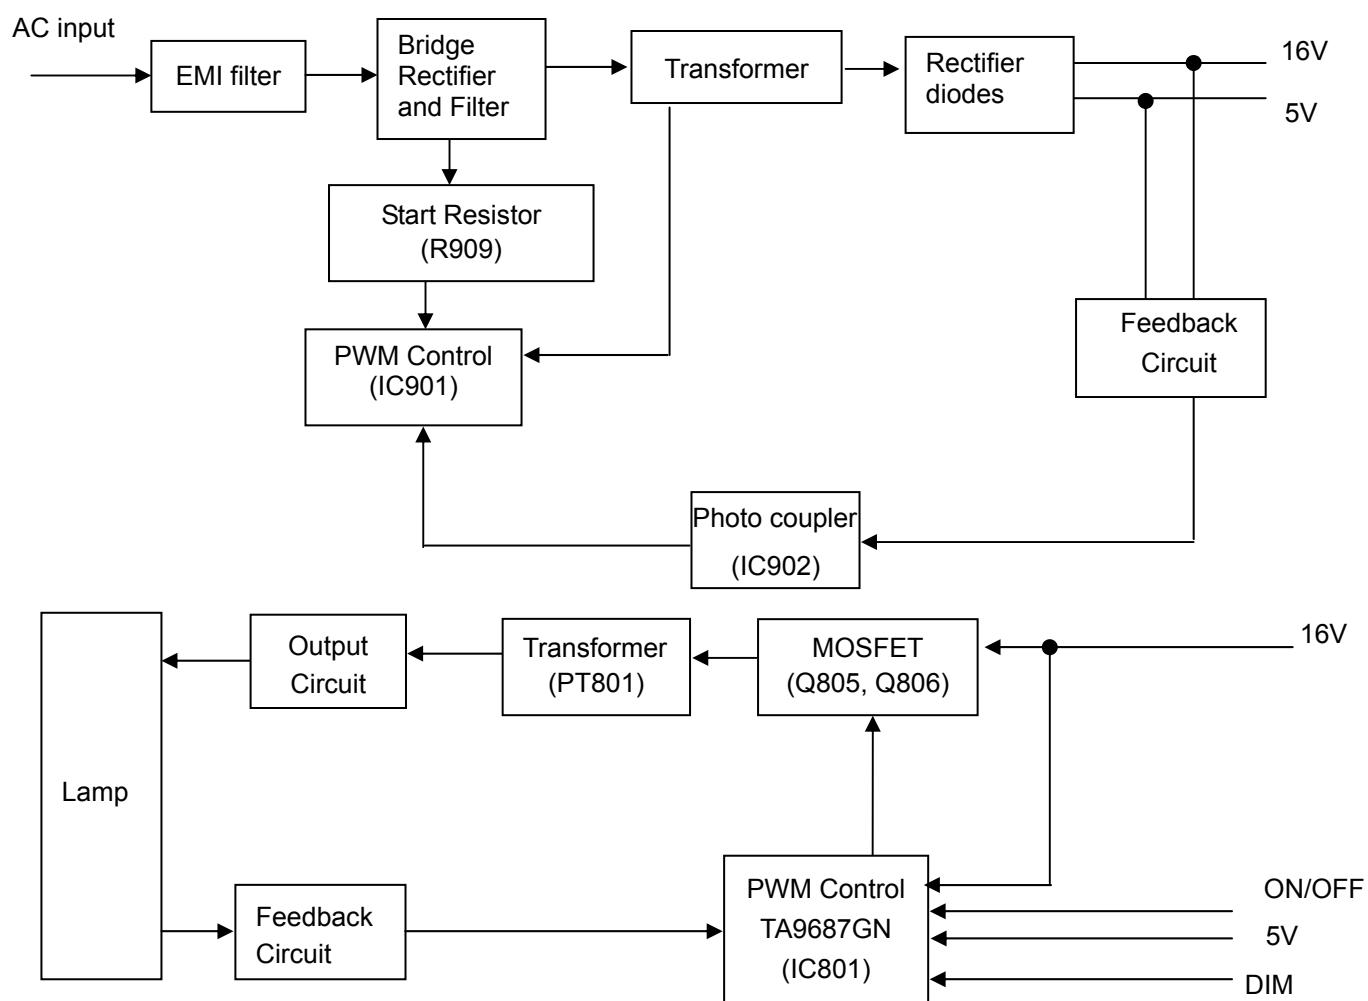 AC input
EMI filter
Bridge
Rectifier
and Filter
Transformer
Rectifier
diodes
16V
5V
Start Resistor
(R909)
PWM Control
(IC901)
Feedback
Circuit
Photo coupler
(IC902)
Lamp
Output
Circuit
Transformer
(PT801)
MOSFET
(Q805, Q806)
16V
Feedback
Circuit
PWM Control
TA9687GN
(IC801)
ON/OFF
5V
DIM